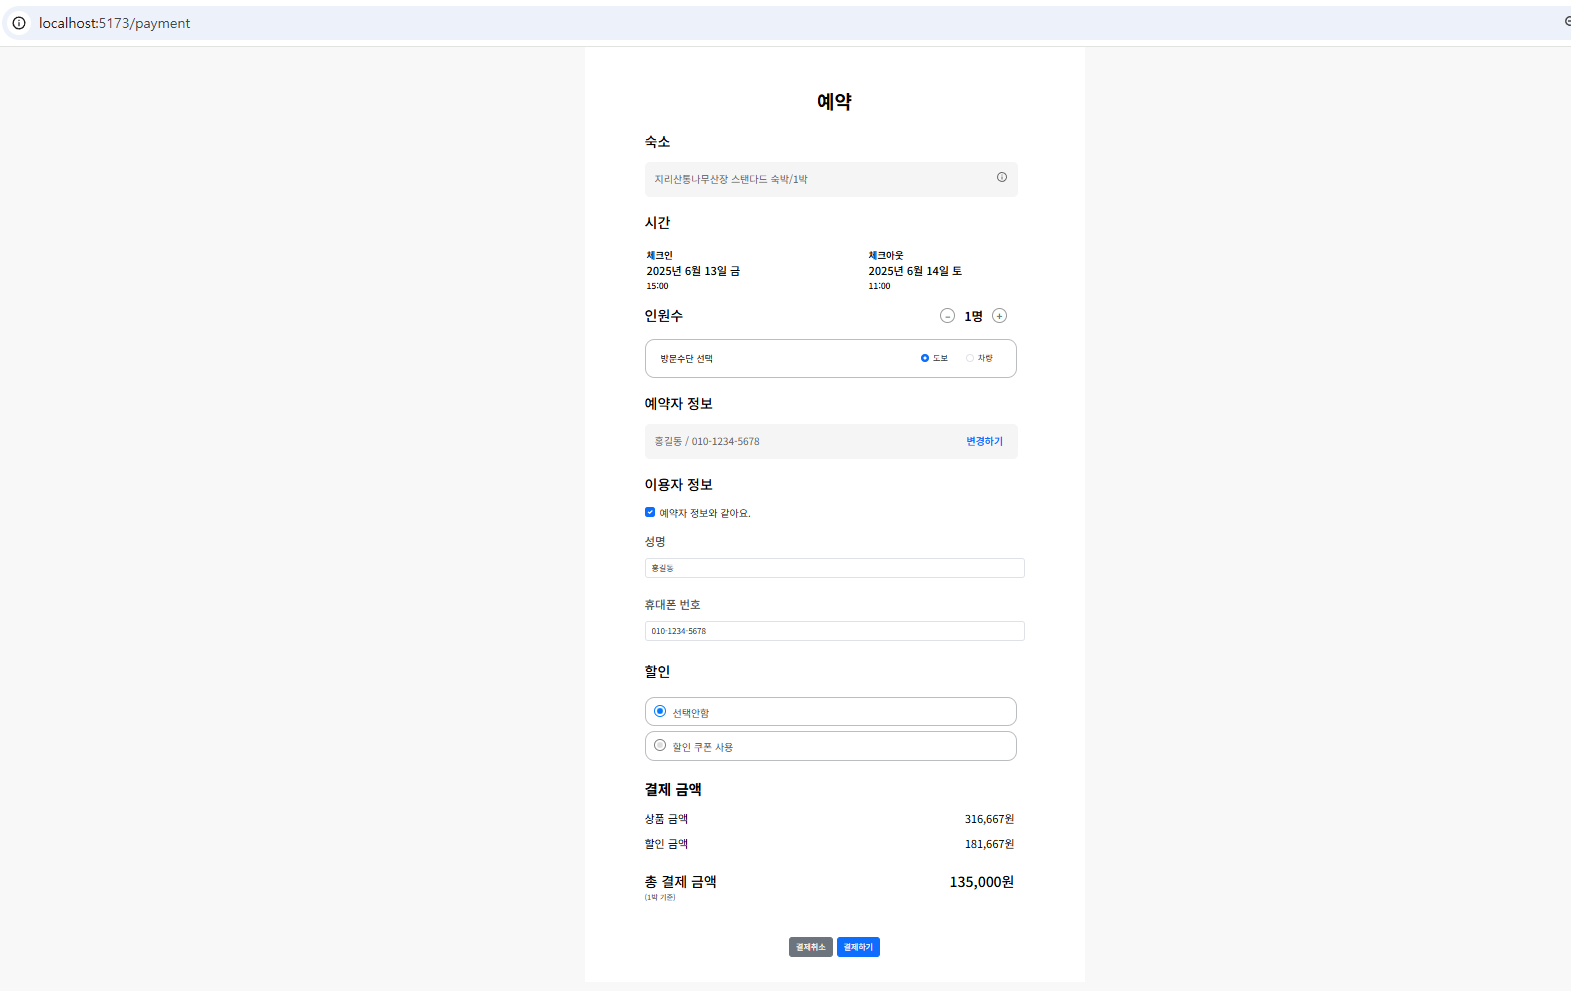 localhost:5173/payment
예약
숙소
지리산통나무산장 스탠다드 숙박/1박
시간
체크인 체크아웃
2025년 6월 13일 금 2025년 6월 14일 토
15:00 11:00
인원수 1명
방문수단 선택 도보 차량
예약자 정보
홍길동 / 010-1234-5678 변경하기
이용자 정보
예약자 정보와 같아요.
성명
홍길동
휴대폰 번호
010-1234-5678
할인
선택안함
할인 쿠폰 사용
결제 금액
상품 금액 316,667원
할인 금액 181,667원
총 결제 금액 135,000원
(1박 기준)
결제취소 결제하기